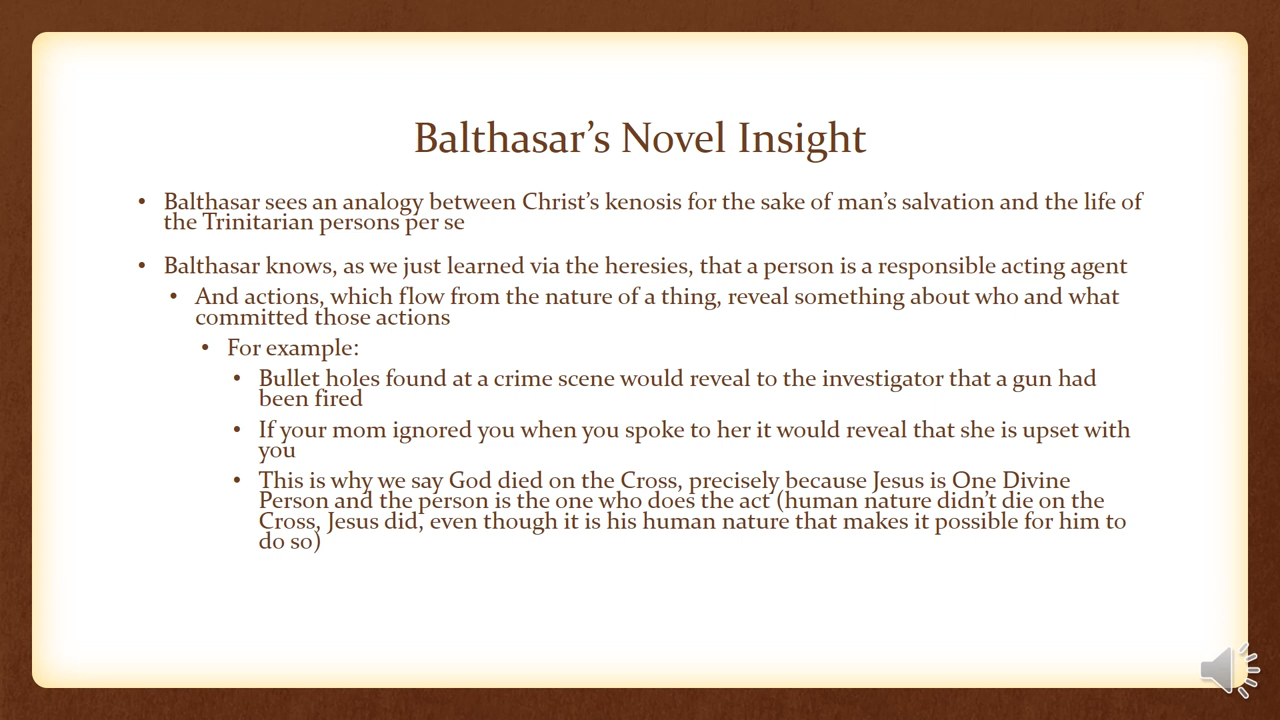 Balthasar’s Novel Insight
• Balthasar sees an analogy between Christ’s kenosis for the sake of man’s salvation and the life of
the Trinitarian persons per se
• Balthasar knows, as we just learned via the heresies, that a person is a responsible acting agent
• And actions, which flow from the nature of a thing, reveal something about who and what
committed those actions
• For example:
• Bullet holes found at a crime scene would reveal to the investigator that a gun had
been fired
• If your mom ignored you when you spoke to her it would reveal that she is upset with
you
• This is why we say God died on the Cross, precisely because Jesus is One Divine
Person and the person is the one who does the act (human nature didn’t die on the
Cross, Jesus did, even though it is his human nature that makes it possible for him to
do so)